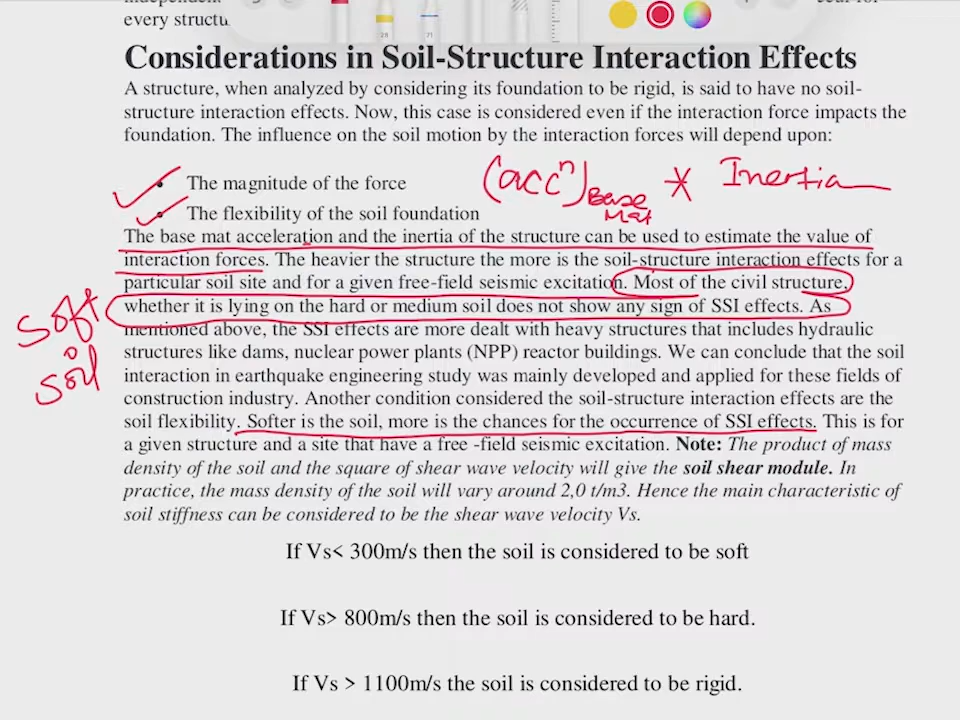 every structu
Considerations in Soil-Structure Interaction Effects
A structure, when analyzed by considering its foundation to be rigid, is said to have no soil-
structure interaction effects. Now, this case is considered even if the interaction force impacts the
foundation. The influence on the soil motion by the interaction forces will depend upon:
• The magnitude of the force
(accⁿ) Base Mat * Inertia
• The flexibility of the soil foundation
The base mat acceleration and the inertia of the structure can be used to estimate the value of
interaction forces. The heavier the structure the more is the soil-structure interaction effects for a
particular soil site and for a given free-field seismic excitation. Most of the civil structure,
whether it is lying on the hard or medium soil does not show any sign of SSI effects. As
Soft
soil
mentioned above, the SSI effects are more dealt with heavy structures that includes hydraulic
structures like dams, nuclear power plants (NPP) reactor buildings. We can conclude that the soil
interaction in earthquake engineering study was mainly developed and applied for these fields of
construction industry. Another condition considered the soil-structure interaction effects are the
soil flexibility. Softer is the soil, more is the chances for the occurrence of SSI effects. This is for
a given structure and a site that have a free -field seismic excitation. Note: The product of mass
density of the soil and the square of shear wave velocity will give the soil shear module. In
practice, the mass density of the soil will vary around 2,0 t/m3. Hence the main characteristic of
soil stiffness can be considered to be the shear wave velocity Vs.
If Vs< 300m/s then the soil is considered to be soft
If Vs> 800m/s then the soil is considered to be hard.
If Vs > 1100m/s the soil is considered to be rigid.